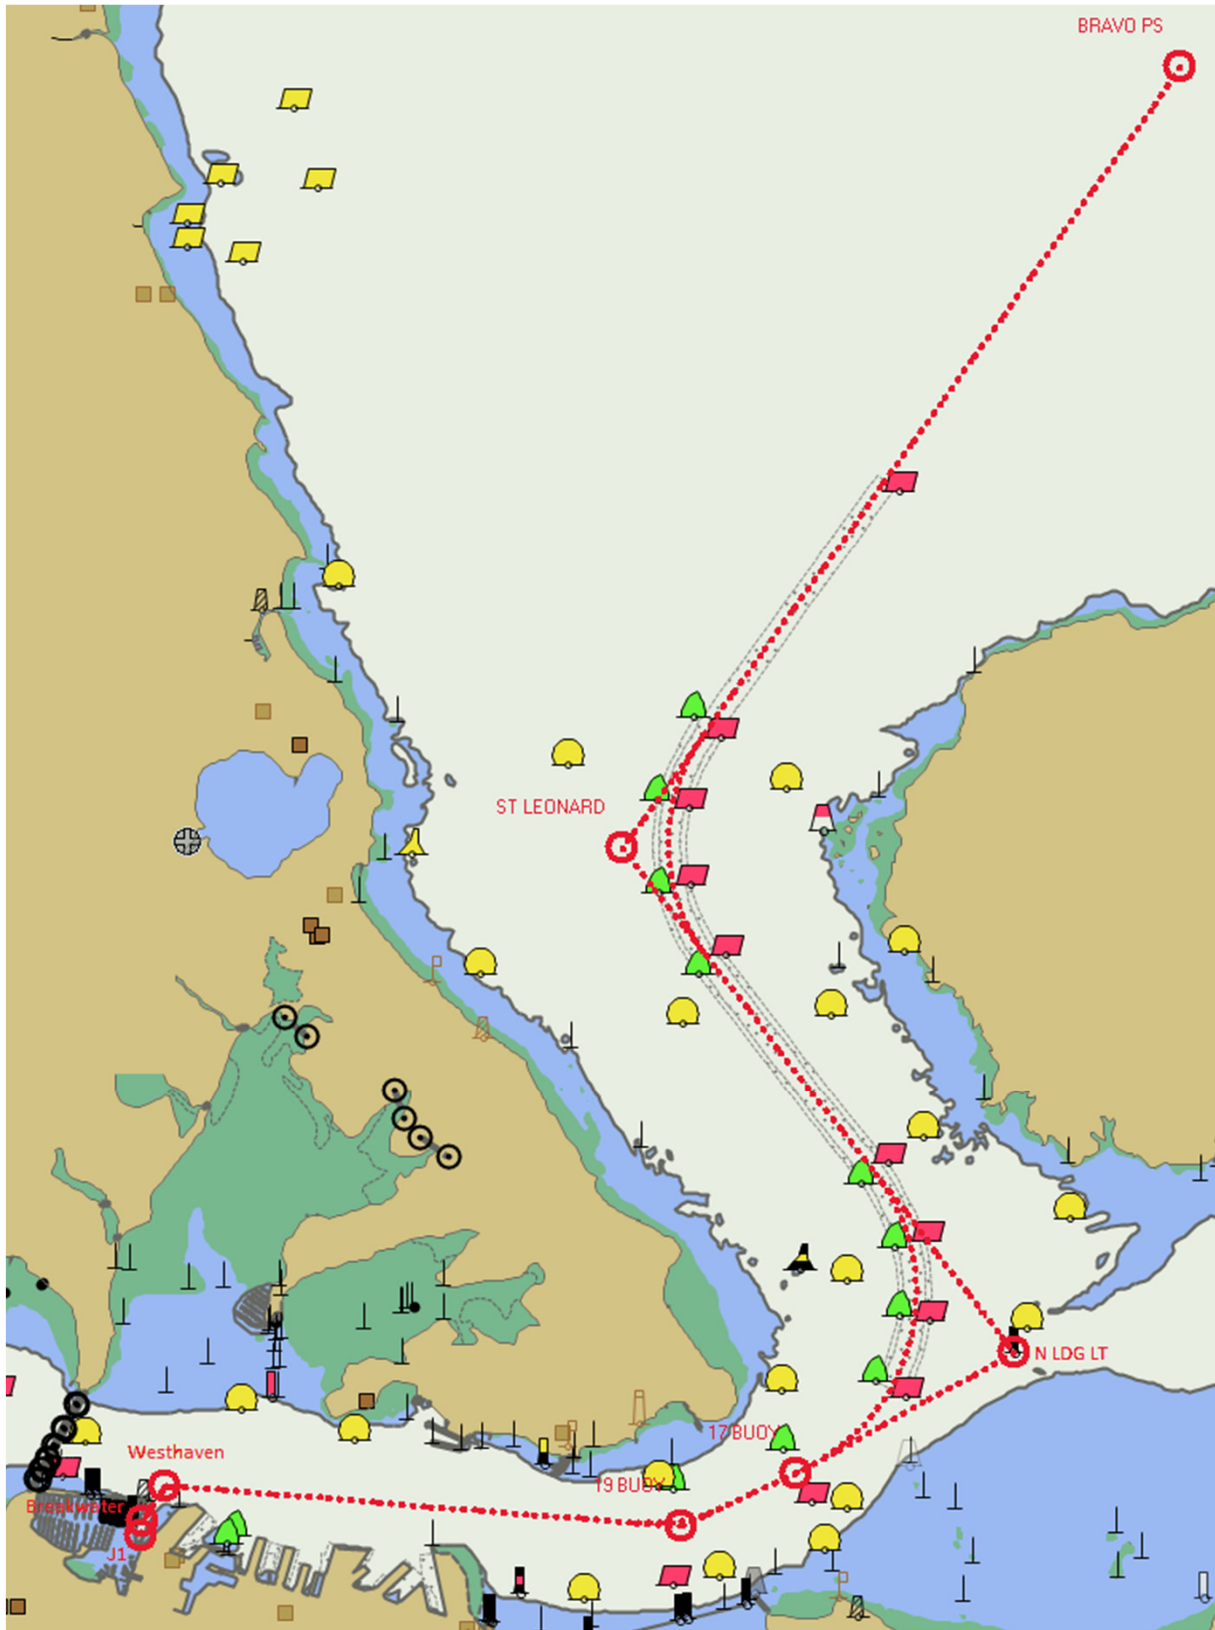 BRAVO PS
ST LEONARD
N LDG LT
17 BUOY
Westhaven
19 BUOY
Breakwater
J1